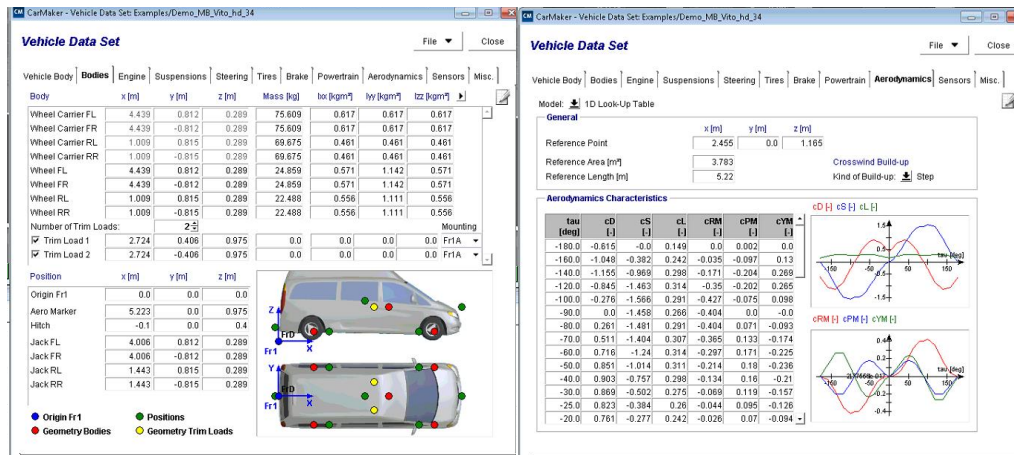 CarMaker - Vehicle Data Set: Examples/Demo_MB_Vito_hd_34
Vehicle Data Set
File ▼ Close
Vehicle Body Bodies Engine Suspensions Steering Tires Brake Powertrain Aerodynamics Sensors Misc.
Body x [m] y [m] z [m] Mass [kg] Ixx [kgm²] Iyy [kgm²] Izz [kgm²]
Wheel Carrier FL 4.439 0.812 0.289 75.609 0.617 0.617 0.617
Wheel Carrier FR 4.439 -0.812 0.289 75.609 0.617 0.617 0.617
Wheel Carrier RL 1.009 0.815 0.289 69.675 0.461 0.461 0.461
Wheel Carrier RR 1.009 -0.815 0.289 69.675 0.461 0.461 0.461
Wheel FL 4.439 0.812 0.289 24.859 0.571 1.142 0.571
Wheel FR 4.439 -0.812 0.289 24.859 0.571 1.142 0.571
Wheel RL 1.009 0.815 0.289 22.488 0.556 1.111 0.556
Wheel RR 1.009 -0.815 0.289 22.488 0.556 1.111 0.556
Number of Trim Loads: 2 Mounting
Trim Load 1 2.724 0.406 0.975 0.0 0.0 0.0 0.0 Fr1A
Trim Load 2 2.724 -0.406 0.975 0.0 0.0 0.0 0.0 Fr1A
Position x [m] y [m] z [m]
Origin Fr1 0.0 0.0 0.0
Aero Marker 5.223 0.0 0.975
Hitch -0.1 0.0 0.4
Jack FL 4.006 0.812 0.289
Jack FR 4.006 -0.812 0.289
Jack RL 1.443 0.815 0.289
Jack RR 1.443 -0.815 0.289
Origin Fr1 Positions
Geometry Bodies Geometry Trim Loads
Z
FrD
Fr1 X
Y
FrD
Fr1 X
CarMaker - Vehicle Data Set: Examples/Demo_MB_Vito_hd_34
Vehicle Data Set
File ▼ Close
Vehicle Body Bodies Engine Suspensions Steering Tires Brake Powertrain Aerodynamics Sensors Misc.
Model: 1D Look-Up Table
General
x [m] y [m] z [m]
Reference Point 2.455 0.0 1.165
Reference Area [m²] 3.783 Crosswind Build-up
Reference Length [m] 5.22 Kind of Build-up: Step
Aerodynamics Characteristics
tau cD cS cL cRM cPM cYM
[deg] [-] [-] [-] [-] [-] [-]
-180.0 -0.615 -0.0 0.149 0.0 0.002 0.0
-160.0 -1.048 -0.382 0.242 -0.035 -0.097 0.13
-140.0 -1.155 -0.969 0.298 -0.171 -0.204 0.269
-120.0 -0.845 -1.463 0.314 -0.35 -0.202 0.265
-100.0 -0.276 -1.566 0.291 -0.427 -0.075 0.098
-90.0 0.0 -1.458 0.266 -0.404 0.0 -0.0
-80.0 0.261 -1.481 0.291 -0.404 0.071 -0.093
-70.0 0.511 -1.404 0.307 -0.365 0.133 -0.174
-60.0 0.716 -1.24 0.314 -0.297 0.171 -0.225
-50.0 0.851 -1.014 0.311 -0.214 0.18 -0.236
-40.0 0.903 -0.757 0.298 -0.134 0.16 -0.21
-30.0 0.869 -0.502 0.275 -0.069 0.119 -0.157
-25.0 0.823 -0.384 0.26 -0.044 0.095 -0.126
-20.0 0.761 -0.277 0.242 -0.026 0.07 -0.094
cD [-] cS [-] cL [-]
1.5
tau [deg]
-150 -50 50 150
-1.5
cRM [-] cPM [-] cYM [-]
0.4
0.2
tau [deg]
-150 50 150
-0.2
-0.4